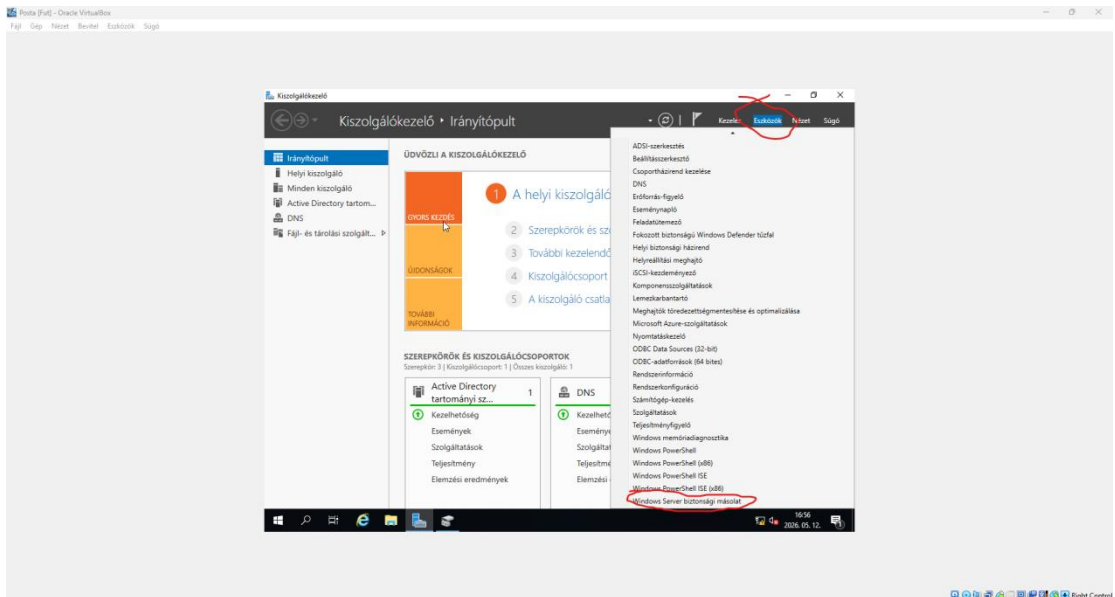 Posta [Fut] - Oracle VirtualBox
Fájl Gép Nézet Bevitel Eszközök Súgó
Kiszolgálókezelő
Kiszolgálókezelő • Irányítópult
Kezelés Eszközök Nézet Súgó
Irányítópult
Helyi kiszolgáló
Minden kiszolgáló
Active Directory tartom...
DNS
Fájl- és tárolási szolgált...
ÜDVÖZLI A KISZOLGÁLÓKEZELŐ
GYORS KEZDÉS
ÚJDONSÁGOK
TOVÁBBI
INFORMÁCIÓ
1 A helyi kiszolgáló
2 Szerepkörök és sz
3 További kezelendő
4 Kiszolgálócsoport
5 A kiszolgáló csatla
SZEREPKÖRÖK ÉS KISZOLGÁLÓCSOPORTOK
Szerepkör: 3 | Kiszolgálócsoport: 1 | Összes kiszolgáló: 1
Active Directory
tartományi sz...
1
Kezelhetőség
Események
Szolgáltatások
Teljesítmény
Elemzési eredmények
DNS
Kezelhető
Esemény
Szolgáltat
Teljesítmé
Elemzési
ADSI-szerkesztés
Beállításszerkesztő
Csoportházirend kezelése
DNS
Erőforrás-figyelő
Eseménynapló
Feladatütemező
Fokozott biztonságú Windows Defender tűzfal
Helyi biztonsági házirend
Helyreállítási meghajtó
iSCSI-kezdeményező
Komponensszolgáltatások
Lemezkarbantartó
Meghajtók töredezettségmentesítése és optimalizálása
Microsoft Azure-szolgáltatások
Nyomtatáskezelő
ODBC Data Sources (32-bit)
ODBC-adatforrások (64 bites)
Rendszerinformáció
Rendszerkonfiguráció
Számítógép-kezelés
Szolgáltatások
Teljesítményfigyelő
Windows memóriadiagnosztika
Windows PowerShell
Windows PowerShell (x86)
Windows PowerShell ISE
Windows PowerShell ISE (x86)
Windows Server biztonsági másolat
16:56
2026. 05. 12.
Right Control